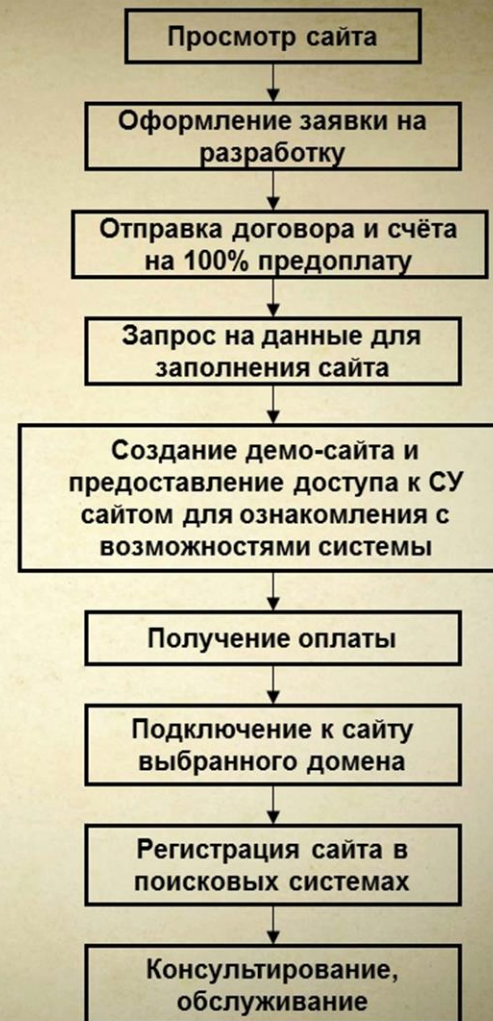 Просмотр сайта
Оформление заявки на
разработку
Отправка договора и счёта
на 100% предоплату
Запрос на данные для
заполнения сайта
Создание демо-сайта и
предоставление доступа к СУ
сайтом для ознакомления с
возможностями системы
Получение оплаты
Подключение к сайту
выбранного домена
Регистрация сайта в
поисковых системах
Консультирование,
обслуживание